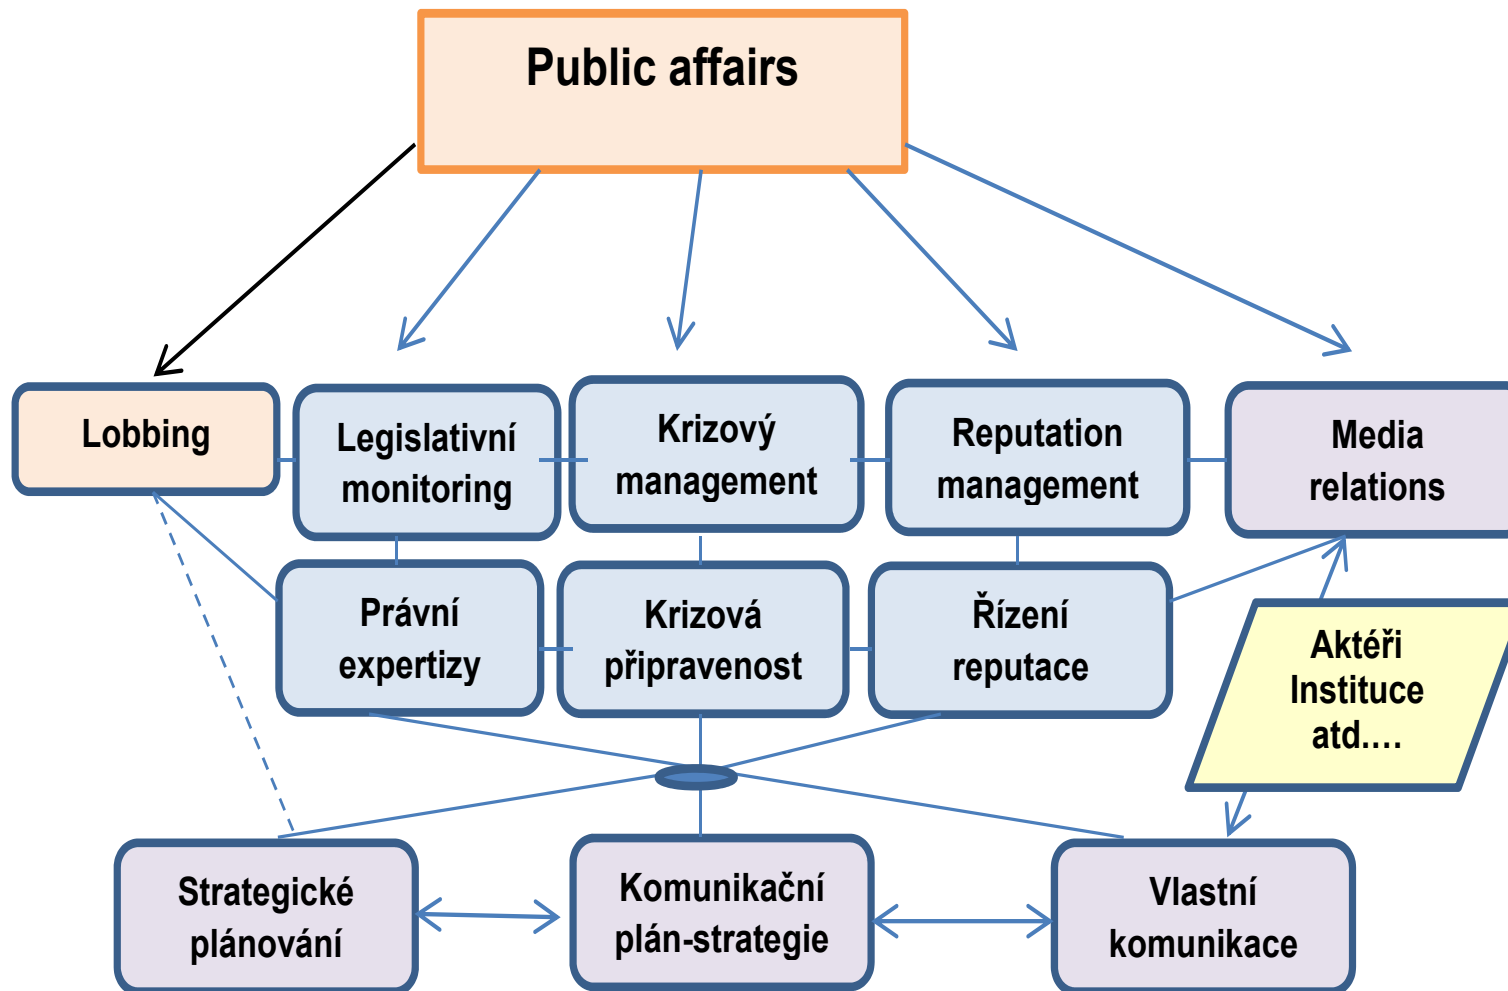 Public affairs
Lobbing
Legislativní
monitoring
Krizový
management
Reputation
management
Media
relations
Právní
expertizy
Krizová
připravenost
Řízení
reputace
Aktéři
Instituce
atd....
Strategické
plánování
Komunikační
plán-strategie
Vlastní
komunikace